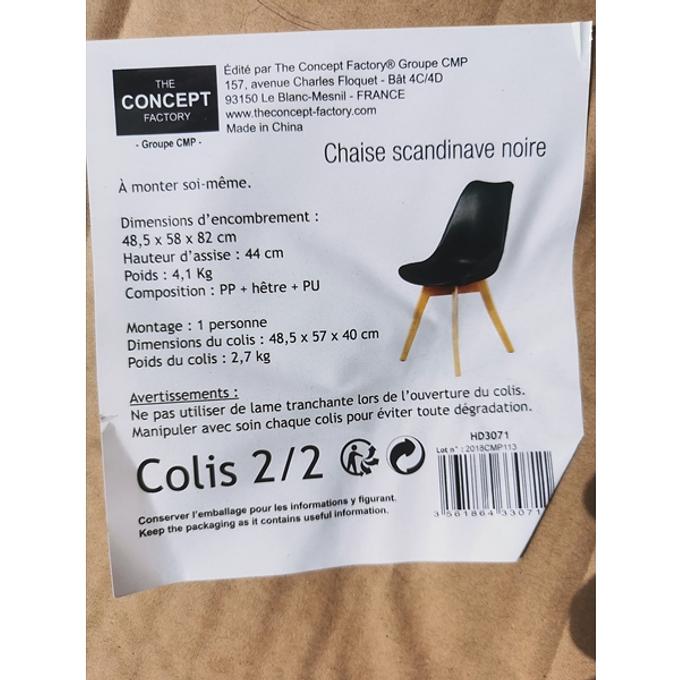 THE
CONCEPT
FACTORY
- Groupe CMP -
Édité par The Concept Factory® Groupe CMP
157, avenue Charles Floquet - Bât 4C/4D
93150 Le Blanc-Mesnil - FRANCE
www.theconcept-factory.com
Made in China
Chaise scandinave noire
À monter soi-même.
Dimensions d'encombrement :
48,5 x 58 x 82 cm
Hauteur d'assise : 44 cm
Poids : 4,1 Kg
Composition : PP + hêtre + PU
Montage : 1 personne
Dimensions du colis : 48,5 x 57 x 40 cm
Poids du colis : 2,7 kg
Avertissements :
Ne pas utiliser de lame tranchante lors de l'ouverture du colis.
Manipuler avec soin chaque colis pour éviter toute dégradation.
Colis 2/2
HD3071
Lot n° : 2018CMP113
3 561864 33071
Conserver l'emballage pour les informations y figurant.
Keep the packaging as it contains useful information.